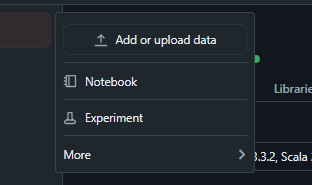 Add or upload data
Notebook
Experiment
Librarie
More
3.3.2, Scala